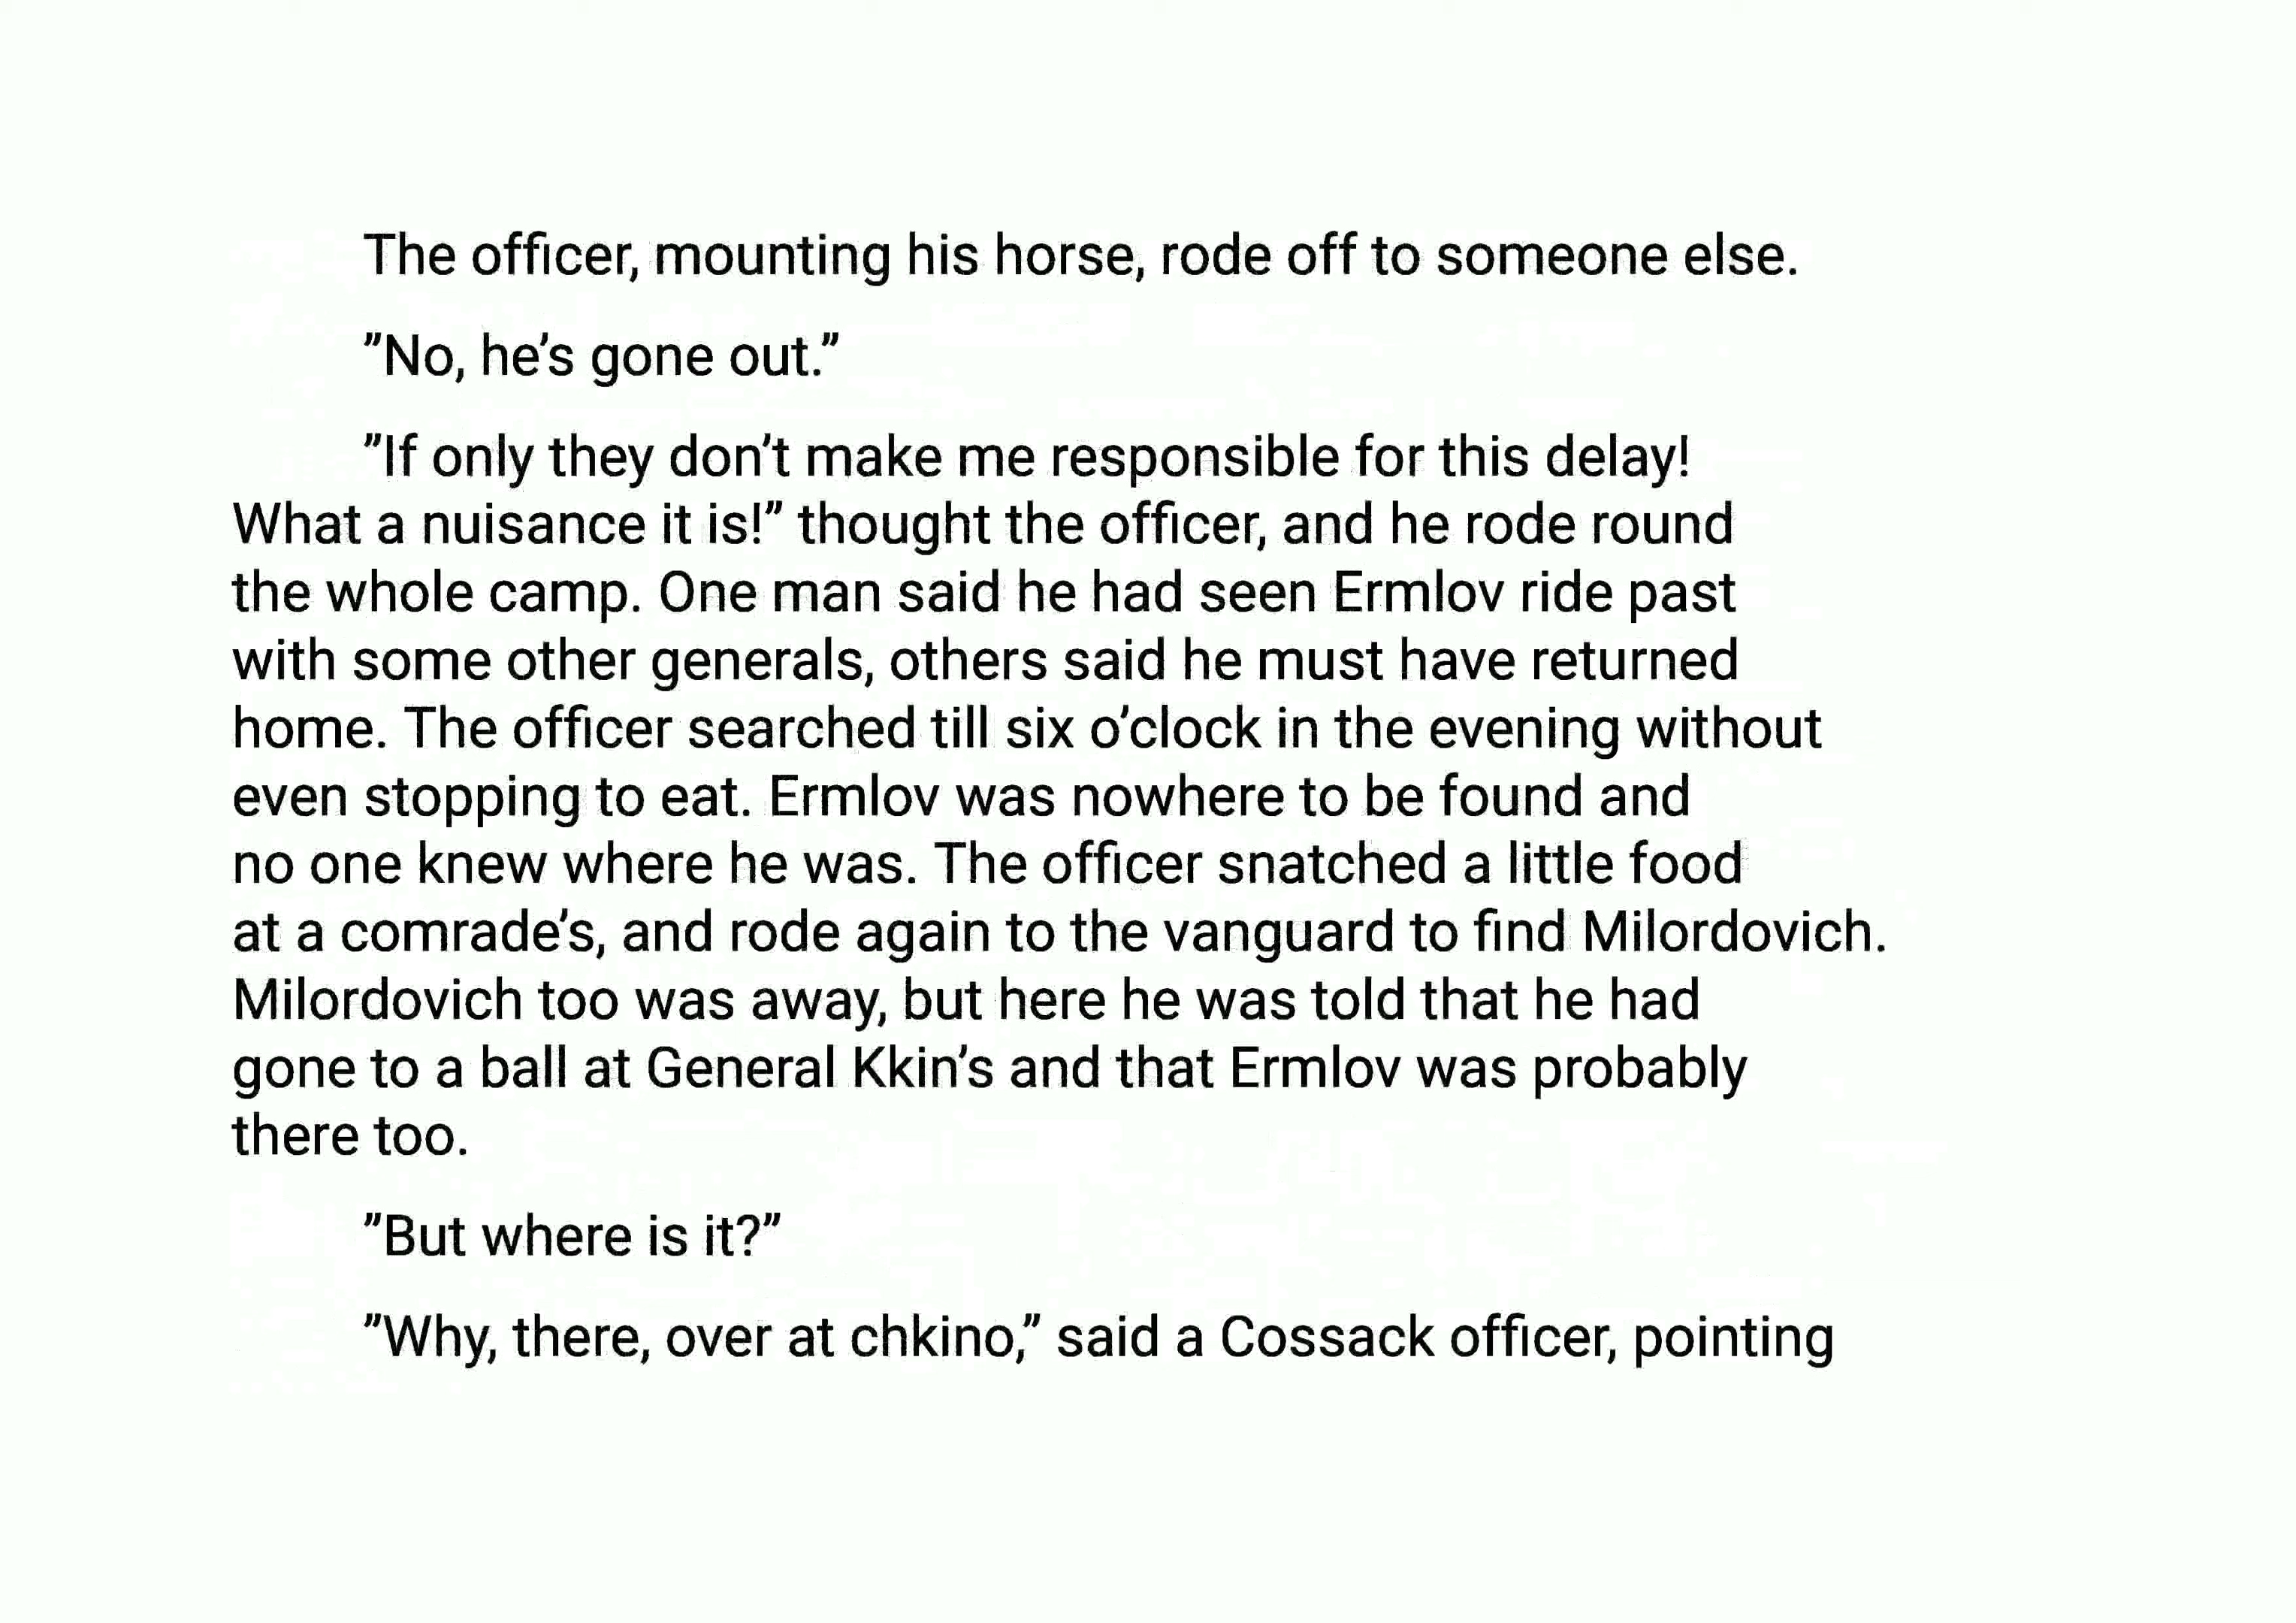 The officer, mounting his horse, rode off to someone else.
”No, he’s gone out.”
”If only they don’t make me responsible for this delay!
What a nuisance it is!” thought the officer, and he rode round
the whole camp. One man said he had seen Ermlov ride past
with some other generals, others said he must have returned
home. The officer searched till six o’clock in the evening without
even stopping to eat. Ermlov was nowhere to be found and
no one knew where he was. The officer snatched a little food
at a comrade’s, and rode again to the vanguard to find Milordovich.
Milordovich too was away, but here he was told that he had
gone to a ball at General Kkin’s and that Ermlov was probably
there too.
”But where is it?”
”Why, there, over at chkino,” said a Cossack officer, pointing